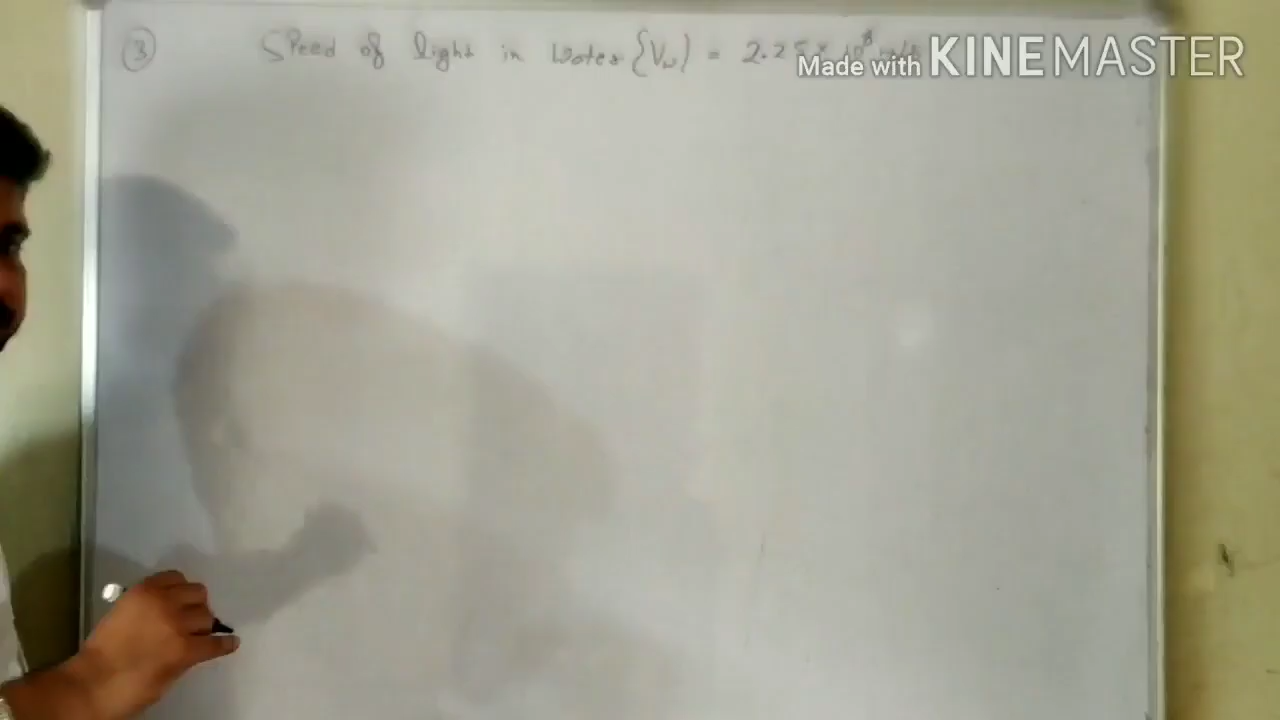 ③ Speed of light in Water {Vw} = 2.25 × 10⁸ m/s
Made with KINEMASTER